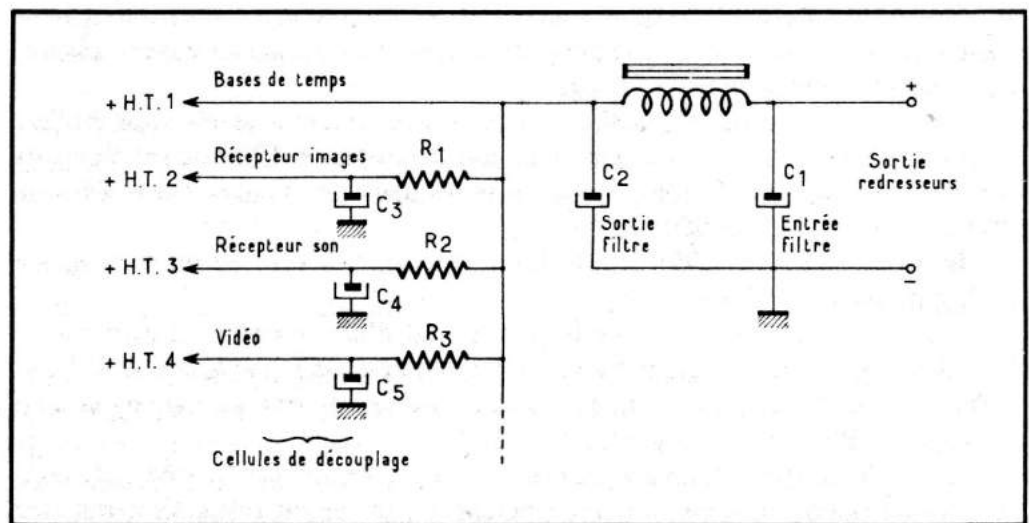 Bases de temps
+ H.T. 1
Récepteur images
+ H.T. 2
R1
C3
Récepteur son
+ H.T. 3
R2
C4
Vidéo
+ H.T. 4
R3
C5
Cellules de découplage
C2
Sortie
filtre
C1
Entrée
filtre
+
Sortie
redresseurs
–